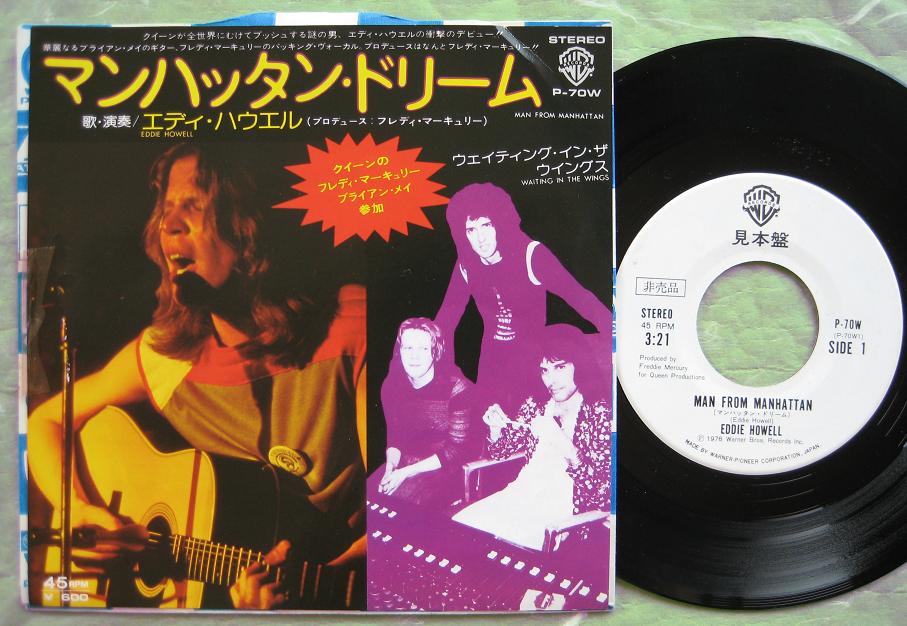 クイーンが全世界にむけてプッシュする謎の男、エディ・ハウエルの衝撃のデビュー!!
華麗なるブライアン・メイのギター、フレディ・マーキュリーのバッキング・ヴォーカル。プロデュースはなんとフレディ・マーキュリー!!
マンハッタン・ドリーム
STEREO
W
RECORDS
P-70W
MAN FROM MANHATTAN
歌・演奏/エディ・ハウエル(プロデュース:フレディ・マーキュリー)
EDDIE HOWELL
クイーンの
フレディ・マーキュリー
ブライアン・メイ
参加
ウエイティング・イン・ザ
ウイングス
WAITING IN THE WINGS
45RPM
¥600
W
RECORDS
見本盤
非売品
STEREO
45 RPM
3:21
P-70W
(P-70W1)
SIDE 1
Produced by
Freddie Mercury
for Queen Productions
MAN FROM MANHATTAN
(マンハッタン・ドリーム)
(Eddie Howell)
EDDIE HOWELL
Ⓟ 1976 Warner Bros. Records Inc.
MADE BY WARNER-PIONEER CORPORATION, JAPAN